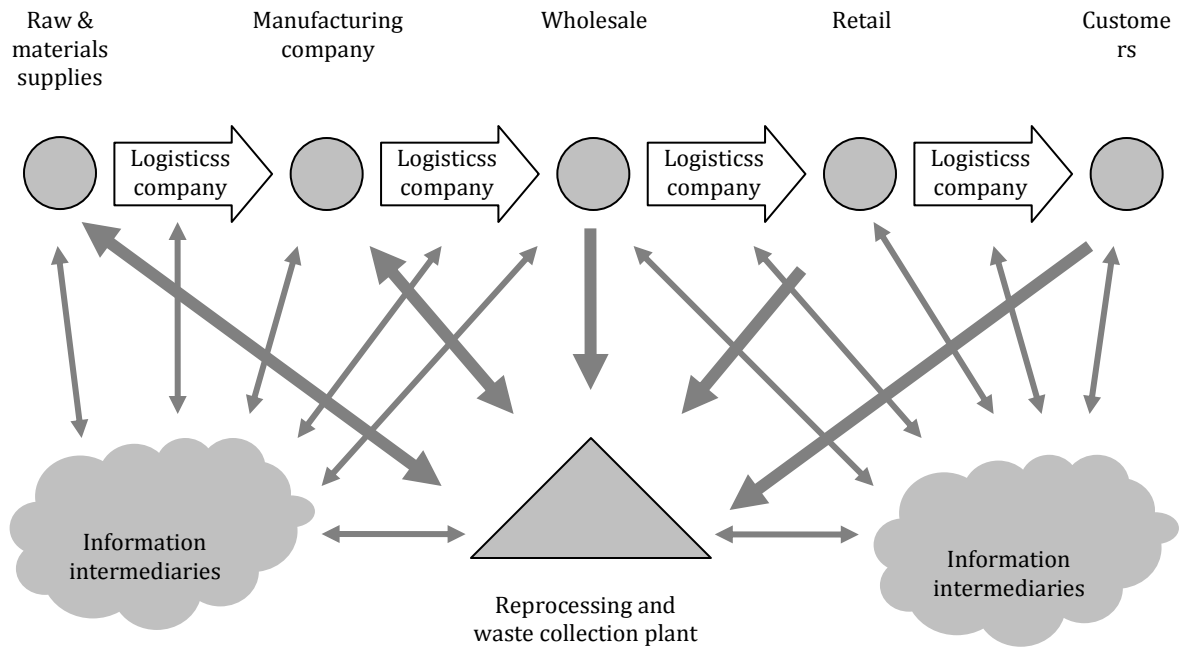 Raw &
materials
supplies
Manufacturing
company
Wholesale
Retail
Custome
rs
Logisticss
company
Logisticss
company
Logisticss
company
Logisticss
company
Information
intermediaries
Information
intermediaries
Reprocessing and
waste collection plant